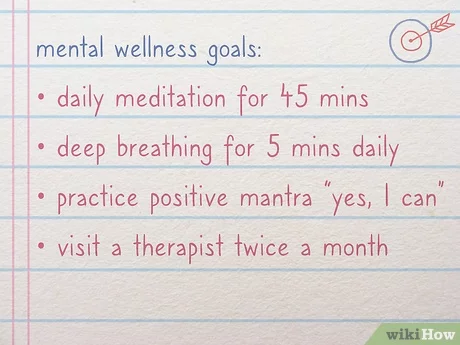 mental wellness goals:
• daily meditation for 45 mins
• deep breathing for 5 mins daily
• practice positive mantra "yes, I can"
• visit a therapist twice a month
wikiHow